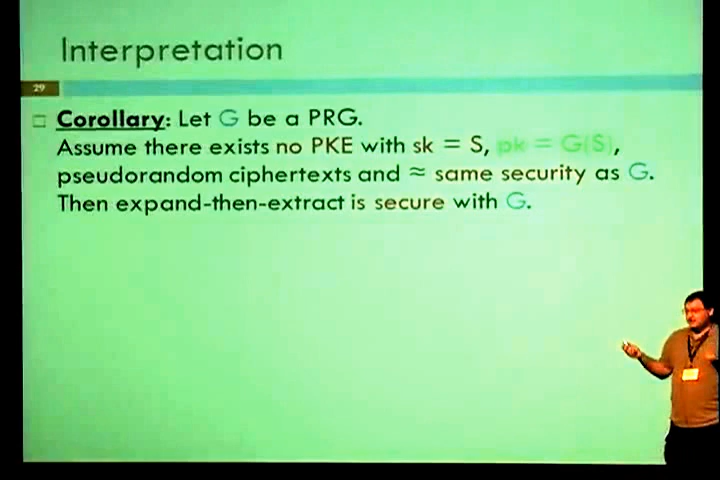 Interpretation
29
Corollary: Let G be a PRG.
Assume there exists no PKE with sk = S, pk = G(S),
pseudorandom ciphertexts and ≈ same security as G.
Then expand-then-extract is secure with G.